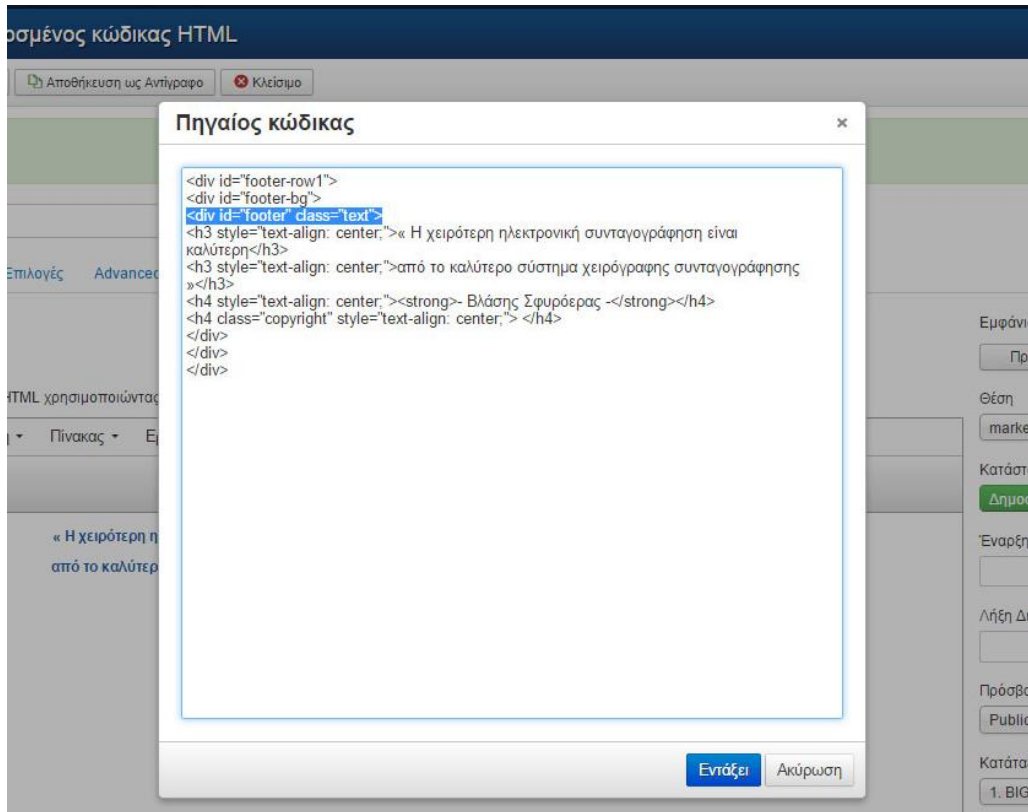 οσμένος κώδικας HTML
Αποθήκευση ως Αντίγραφο Κλείσιμο
Πηγαίος κώδικας ×
<div id="footer-row1">
<div id="footer-bg">
<div id="footer" class="text">
<h3 style="text-align: center;">« Η χειρότερη ηλεκτρονική συνταγογράφηση είναι
καλύτερη</h3>
<h3 style="text-align: center;">από το καλύτερο σύστημα χειρόγραφης συνταγογράφησης
»</h3>
<h4 style="text-align: center;"><strong>- Βλάσης Σφυρόερας -</strong></h4>
<h4 class="copyright" style="text-align: center;"> </h4>
</div>
</div>
</div>
Επιλογές Advanced
HTML χρησιμοποιώντας
Πίνακας Ερ
« Η χειρότερη η
από το καλύτερ
Εμφάνι
Πρ
Θέση
marke
Κατάστ
Δημοσ
Έναρξη
Λήξη Δ
Πρόσβα
Public
Κατάτα
1. BIG
Εντάξει Ακύρωση